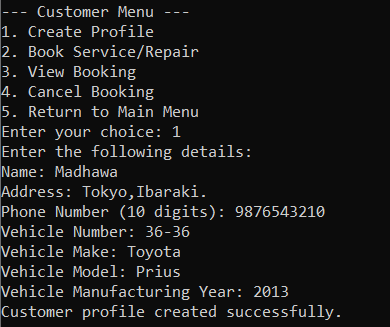 --- Customer Menu ---
1. Create Profile
2. Book Service/Repair
3. View Booking
4. Cancel Booking
5. Return to Main Menu
Enter your choice: 1
Enter the following details:
Name: Madhawa
Address: Tokyo,Ibaraki.
Phone Number (10 digits): 9876543210
Vehicle Number: 36-36
Vehicle Make: Toyota
Vehicle Model: Prius
Vehicle Manufacturing Year: 2013
Customer profile created successfully.